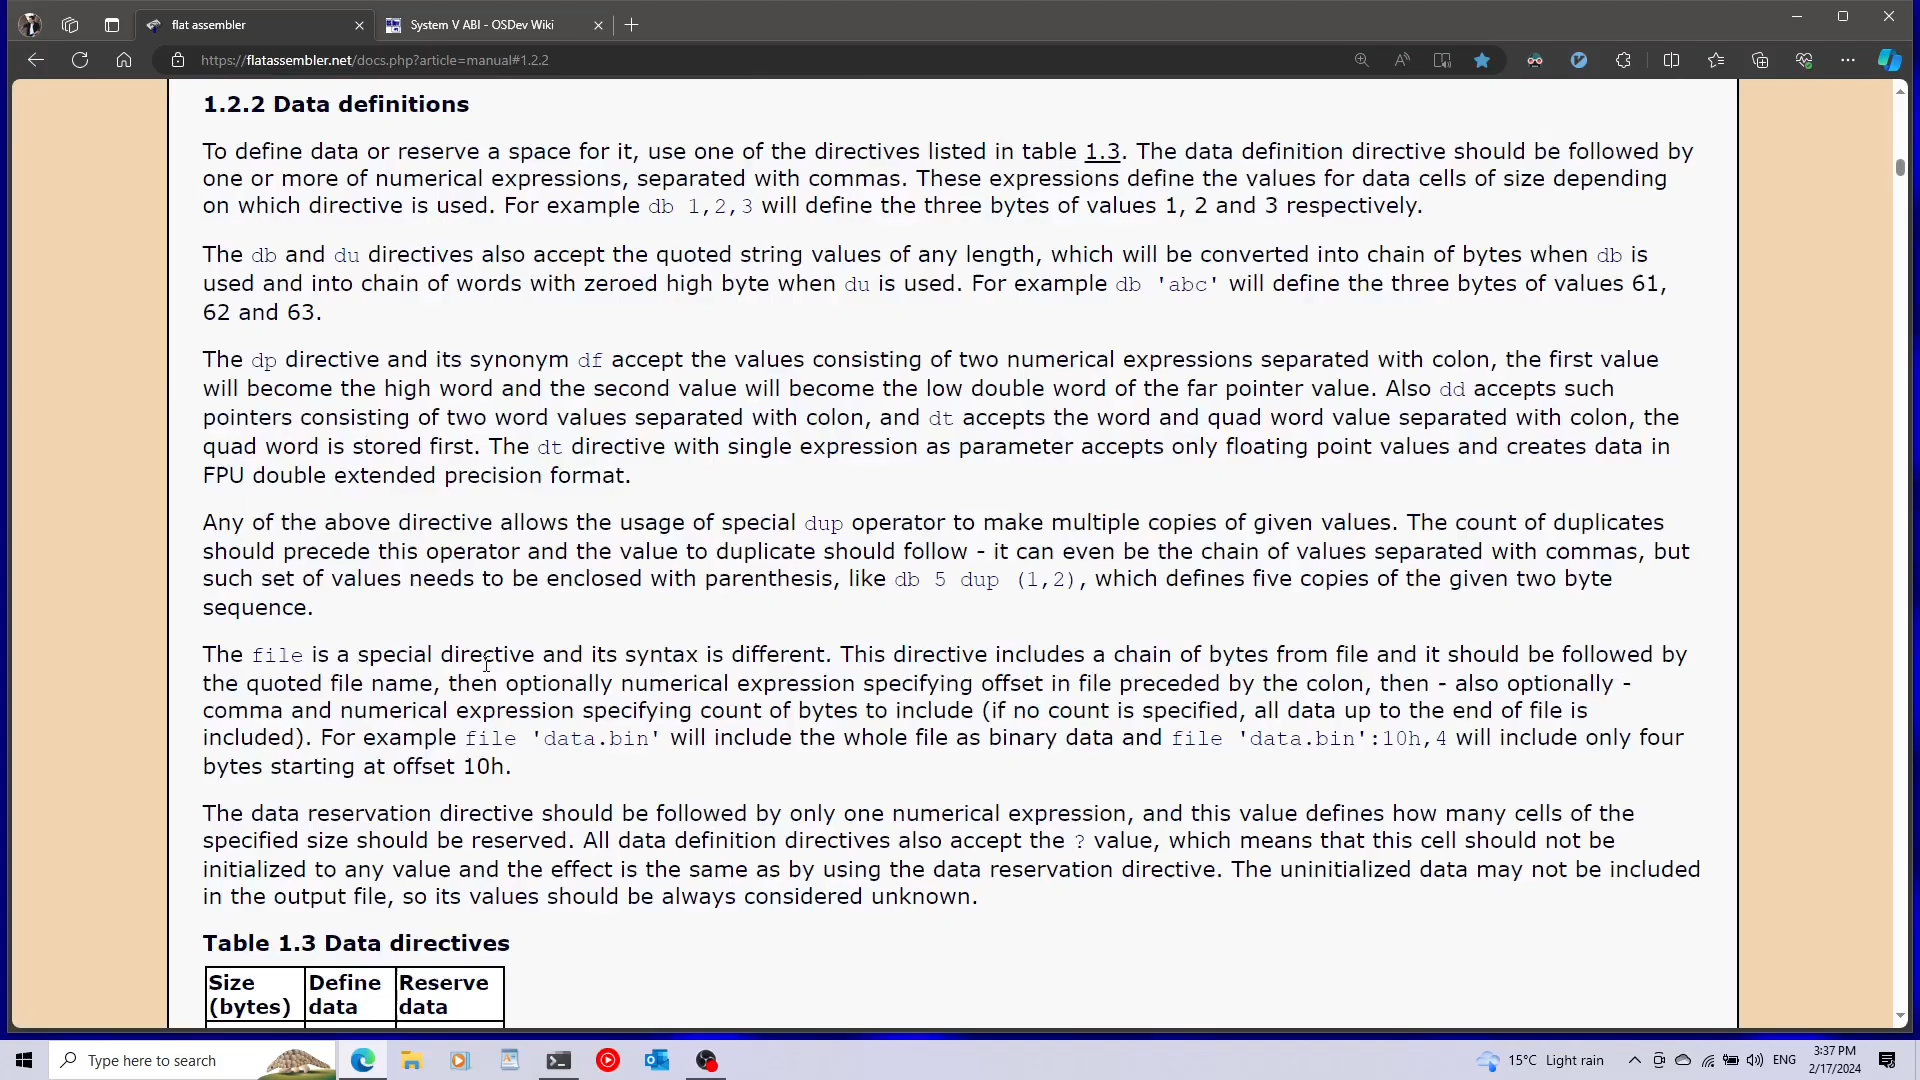 flat assembler
System V ABI - OSDev Wiki
https://flatassembler.net/docs.php?article=manual#1.2.2
1.2.2 Data definitions
To define data or reserve a space for it, use one of the directives listed in table 1.3. The data definition directive should be followed by
one or more of numerical expressions, separated with commas. These expressions define the values for data cells of size depending
on which directive is used. For example db 1,2,3 will define the three bytes of values 1, 2 and 3 respectively.
The db and du directives also accept the quoted string values of any length, which will be converted into chain of bytes when db is
used and into chain of words with zeroed high byte when du is used. For example db 'abc' will define the three bytes of values 61,
62 and 63.
The dp directive and its synonym df accept the values consisting of two numerical expressions separated with colon, the first value
will become the high word and the second value will become the low double word of the far pointer value. Also dd accepts such
pointers consisting of two word values separated with colon, and dt accepts the word and quad word value separated with colon, the
quad word is stored first. The dt directive with single expression as parameter accepts only floating point values and creates data in
FPU double extended precision format.
Any of the above directive allows the usage of special dup operator to make multiple copies of given values. The count of duplicates
should precede this operator and the value to duplicate should follow - it can even be the chain of values separated with commas, but
such set of values needs to be enclosed with parenthesis, like db 5 dup (1,2), which defines five copies of the given two byte
sequence.
The file is a special directive and its syntax is different. This directive includes a chain of bytes from file and it should be followed by
the quoted file name, then optionally numerical expression specifying offset in file preceded by the colon, then - also optionally -
comma and numerical expression specifying count of bytes to include (if no count is specified, all data up to the end of file is
included). For example file 'data.bin' will include the whole file as binary data and file 'data.bin':10h,4 will include only four
bytes starting at offset 10h.
The data reservation directive should be followed by only one numerical expression, and this value defines how many cells of the
specified size should be reserved. All data definition directives also accept the ? value, which means that this cell should not be
initialized to any value and the effect is the same as by using the data reservation directive. The uninitialized data may not be included
in the output file, so its values should be always considered unknown.
Table 1.3 Data directives
Size Define Reserve
(bytes) data data
Type here to search
15°C Light rain
ENG
3:37 PM
2/17/2024